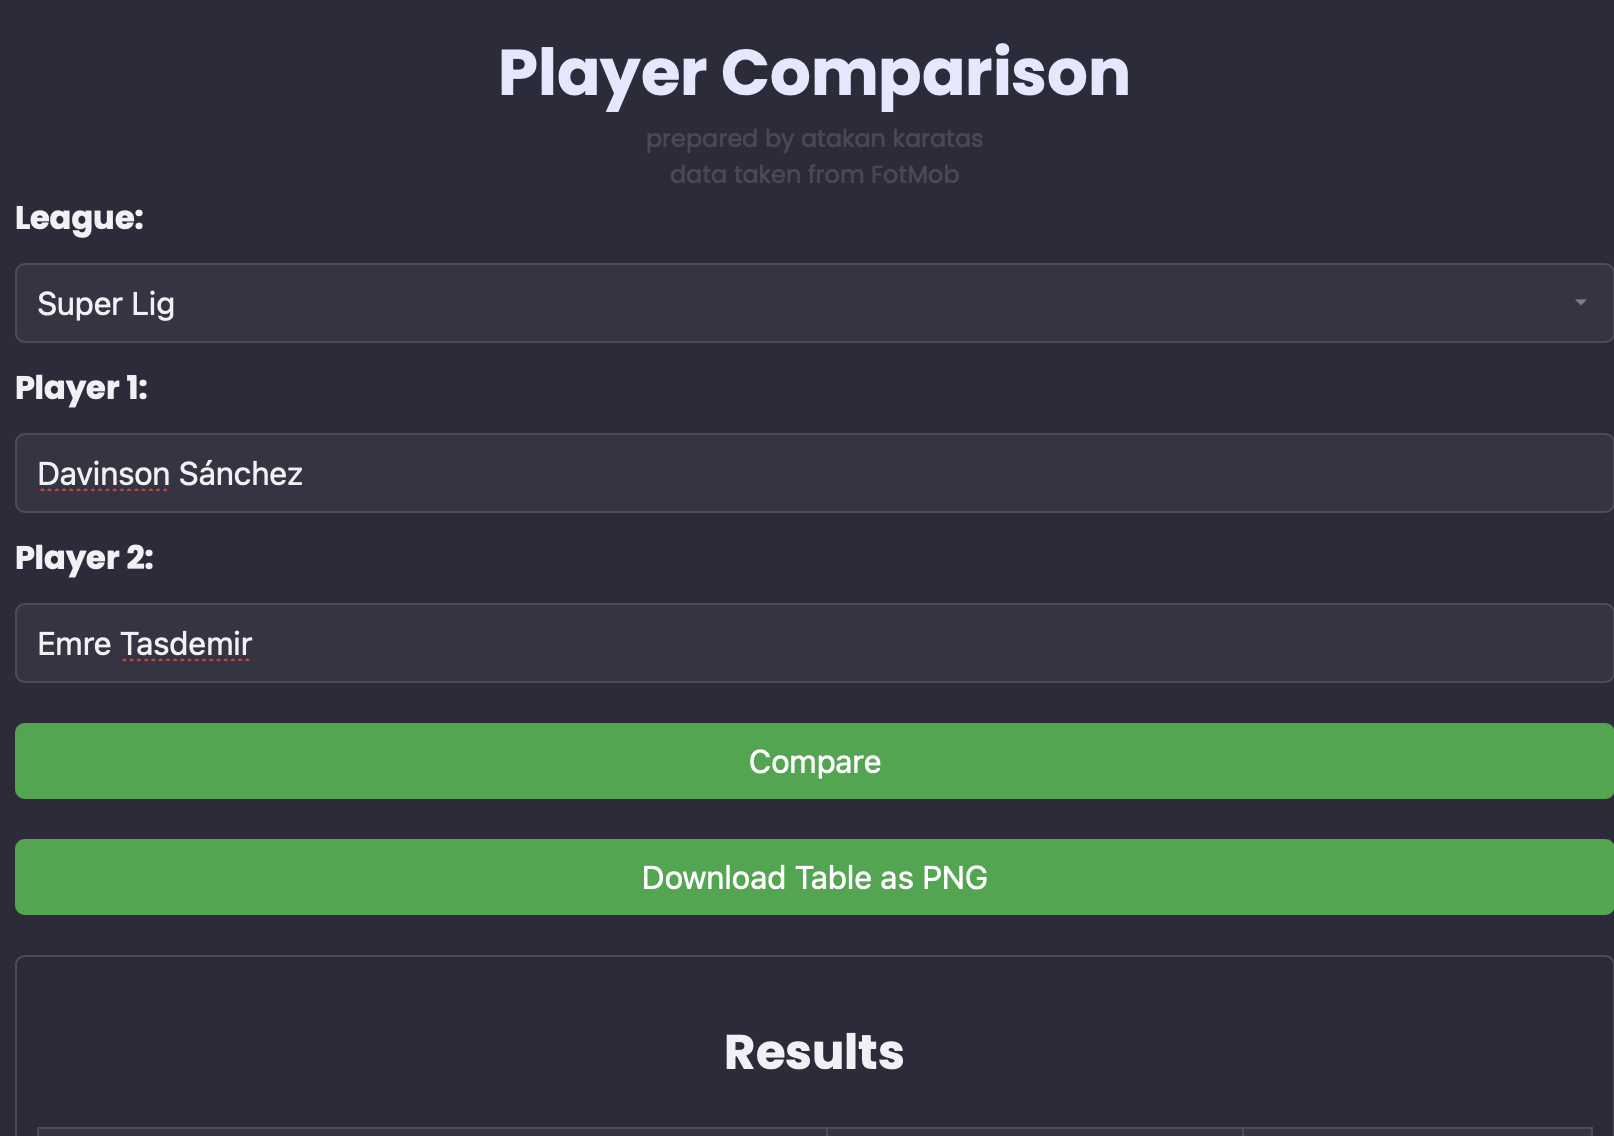 Player Comparison
prepared by atakan karatas
data taken from FotMob
League:
Super Lig
Player 1:
Davinson Sánchez
Player 2:
Emre Tasdemir
Compare
Download Table as PNG
Results